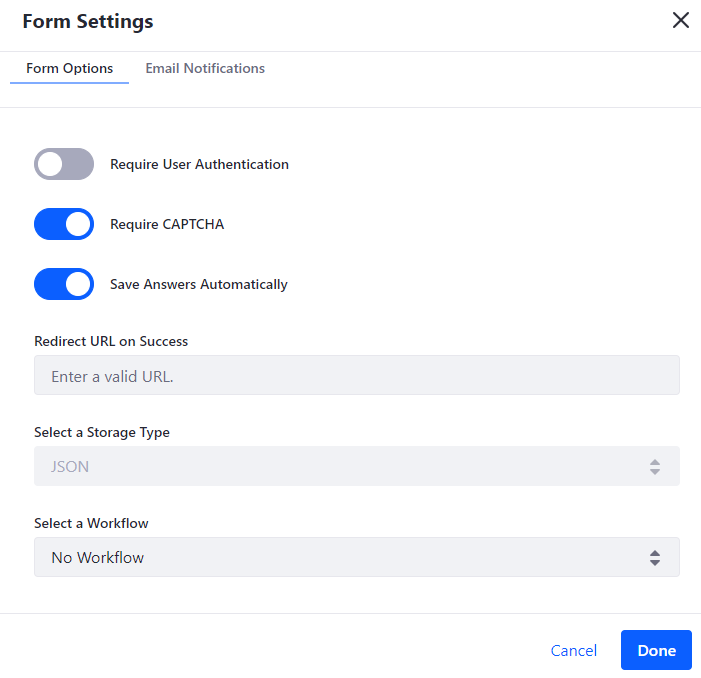 Form Settings
Form Options Email Notifications
Require User Authentication
Require CAPTCHA
Save Answers Automatically
Redirect URL on Success
Enter a valid URL.
Select a Storage Type
JSON
Select a Workflow
No Workflow
Cancel Done